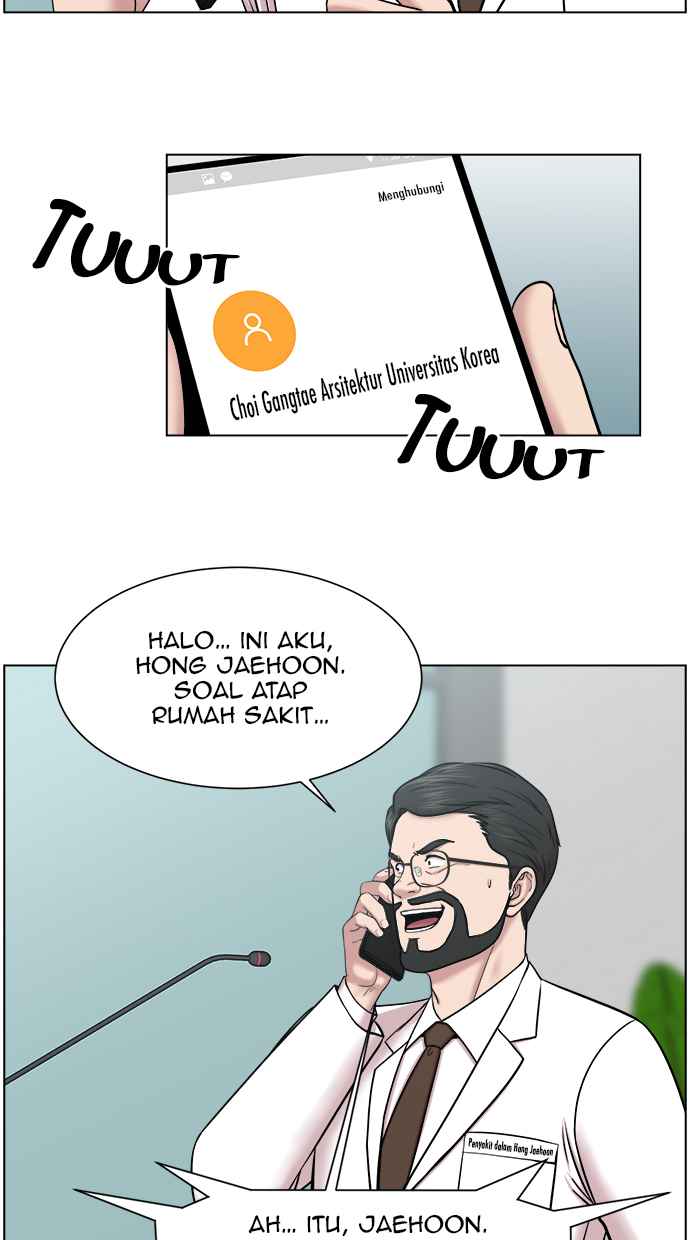 Menghubungi
TUUUT
Choi Gangtae Arsitektur Universitas Korea
TUUUT
HALO... INI AKU,
HONG JAEHOON.
SOAL ATAP
RUMAH SAKIT...
Penyakit dalam Hong Jaehoon
AH... ITU, JAEHOON.